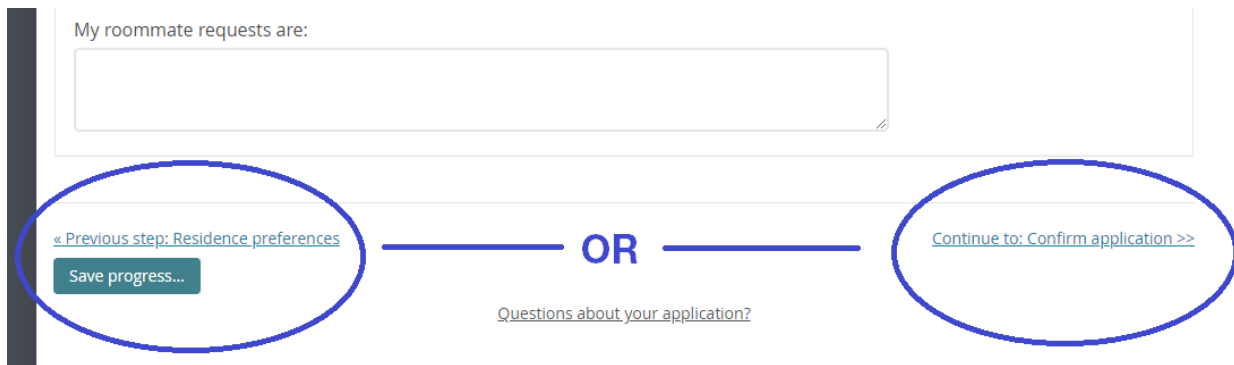 My roommate requests are:
« Previous step: Residence preferences
OR
Continue to: Confirm application >>
Save progress...
Questions about your application?